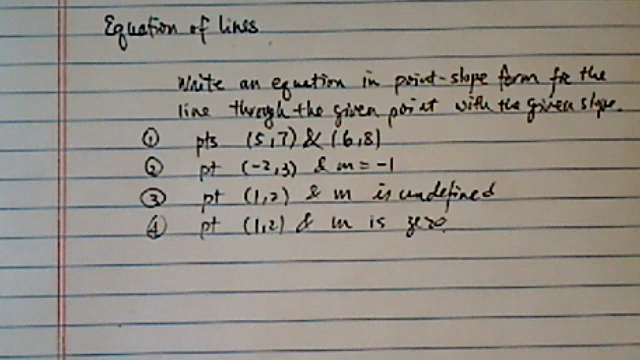 Equation of lines
Write an equation in point-slope form for the
line through the given point with the given slope.
① pts (5,7) & (6,8)
② pt (-2,3) & m = -1
③ pt (1,2) & m is undefined
④ pt (1,2) & m is zero.